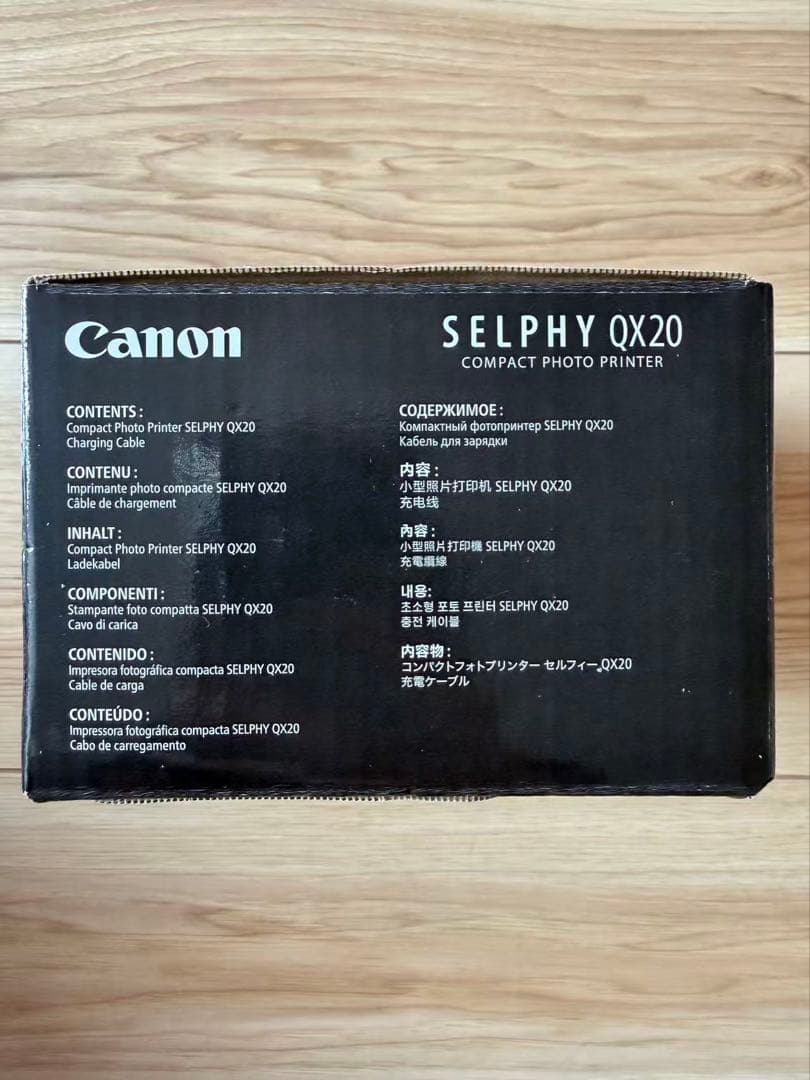 Canon
SELPHY QX20
COMPACT PHOTO PRINTER
CONTENTS :
Compact Photo Printer SELPHY QX20
Charging Cable
CONTENU :
Imprimante photo compacte SELPHY QX20
Câble de chargement
INHALT :
Compact Photo Printer SELPHY QX20
Ladekabel
COMPONENTI :
Stampante foto compatta SELPHY QX20
Cavo di carica
CONTENIDO :
Impresora fotográfica compacta SELPHY QX20
Cable de carga
CONTEÚDO :
Impressora fotográfica compacta SELPHY QX20
Cabo de carregamento
СОДЕРЖИМОЕ :
Компактный фотопринтер SELPHY QX20
Кабель для зарядки
内容 :
小型照片打印机 SELPHY QX20
充电线
內容 :
小型照片打印機 SELPHY QX20
充電纜線
내용:
초소형 포토 프린터 SELPHY QX20
충전 케이블
内容物 :
コンパクトフォトプリンター セルフィー QX20
充電ケーブル